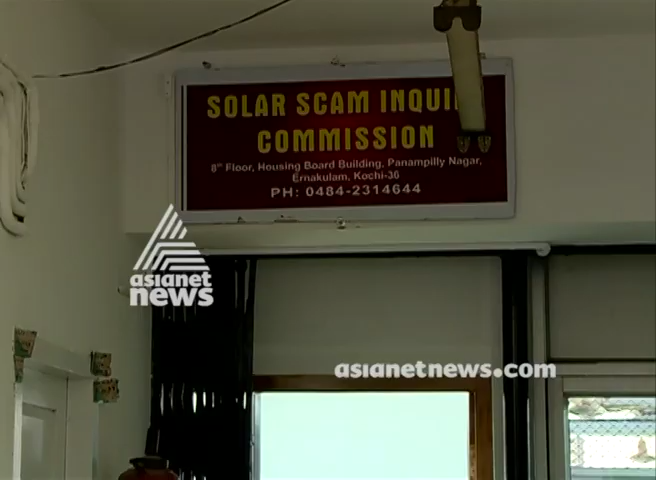 SOLAR SCAM
COMMISSION
8th Floor, Housing Board Building, Panampilly Nagar,
Ernakulam, Kochi-36
PH: 0484-2314644
asianet
news
asianetnews.com